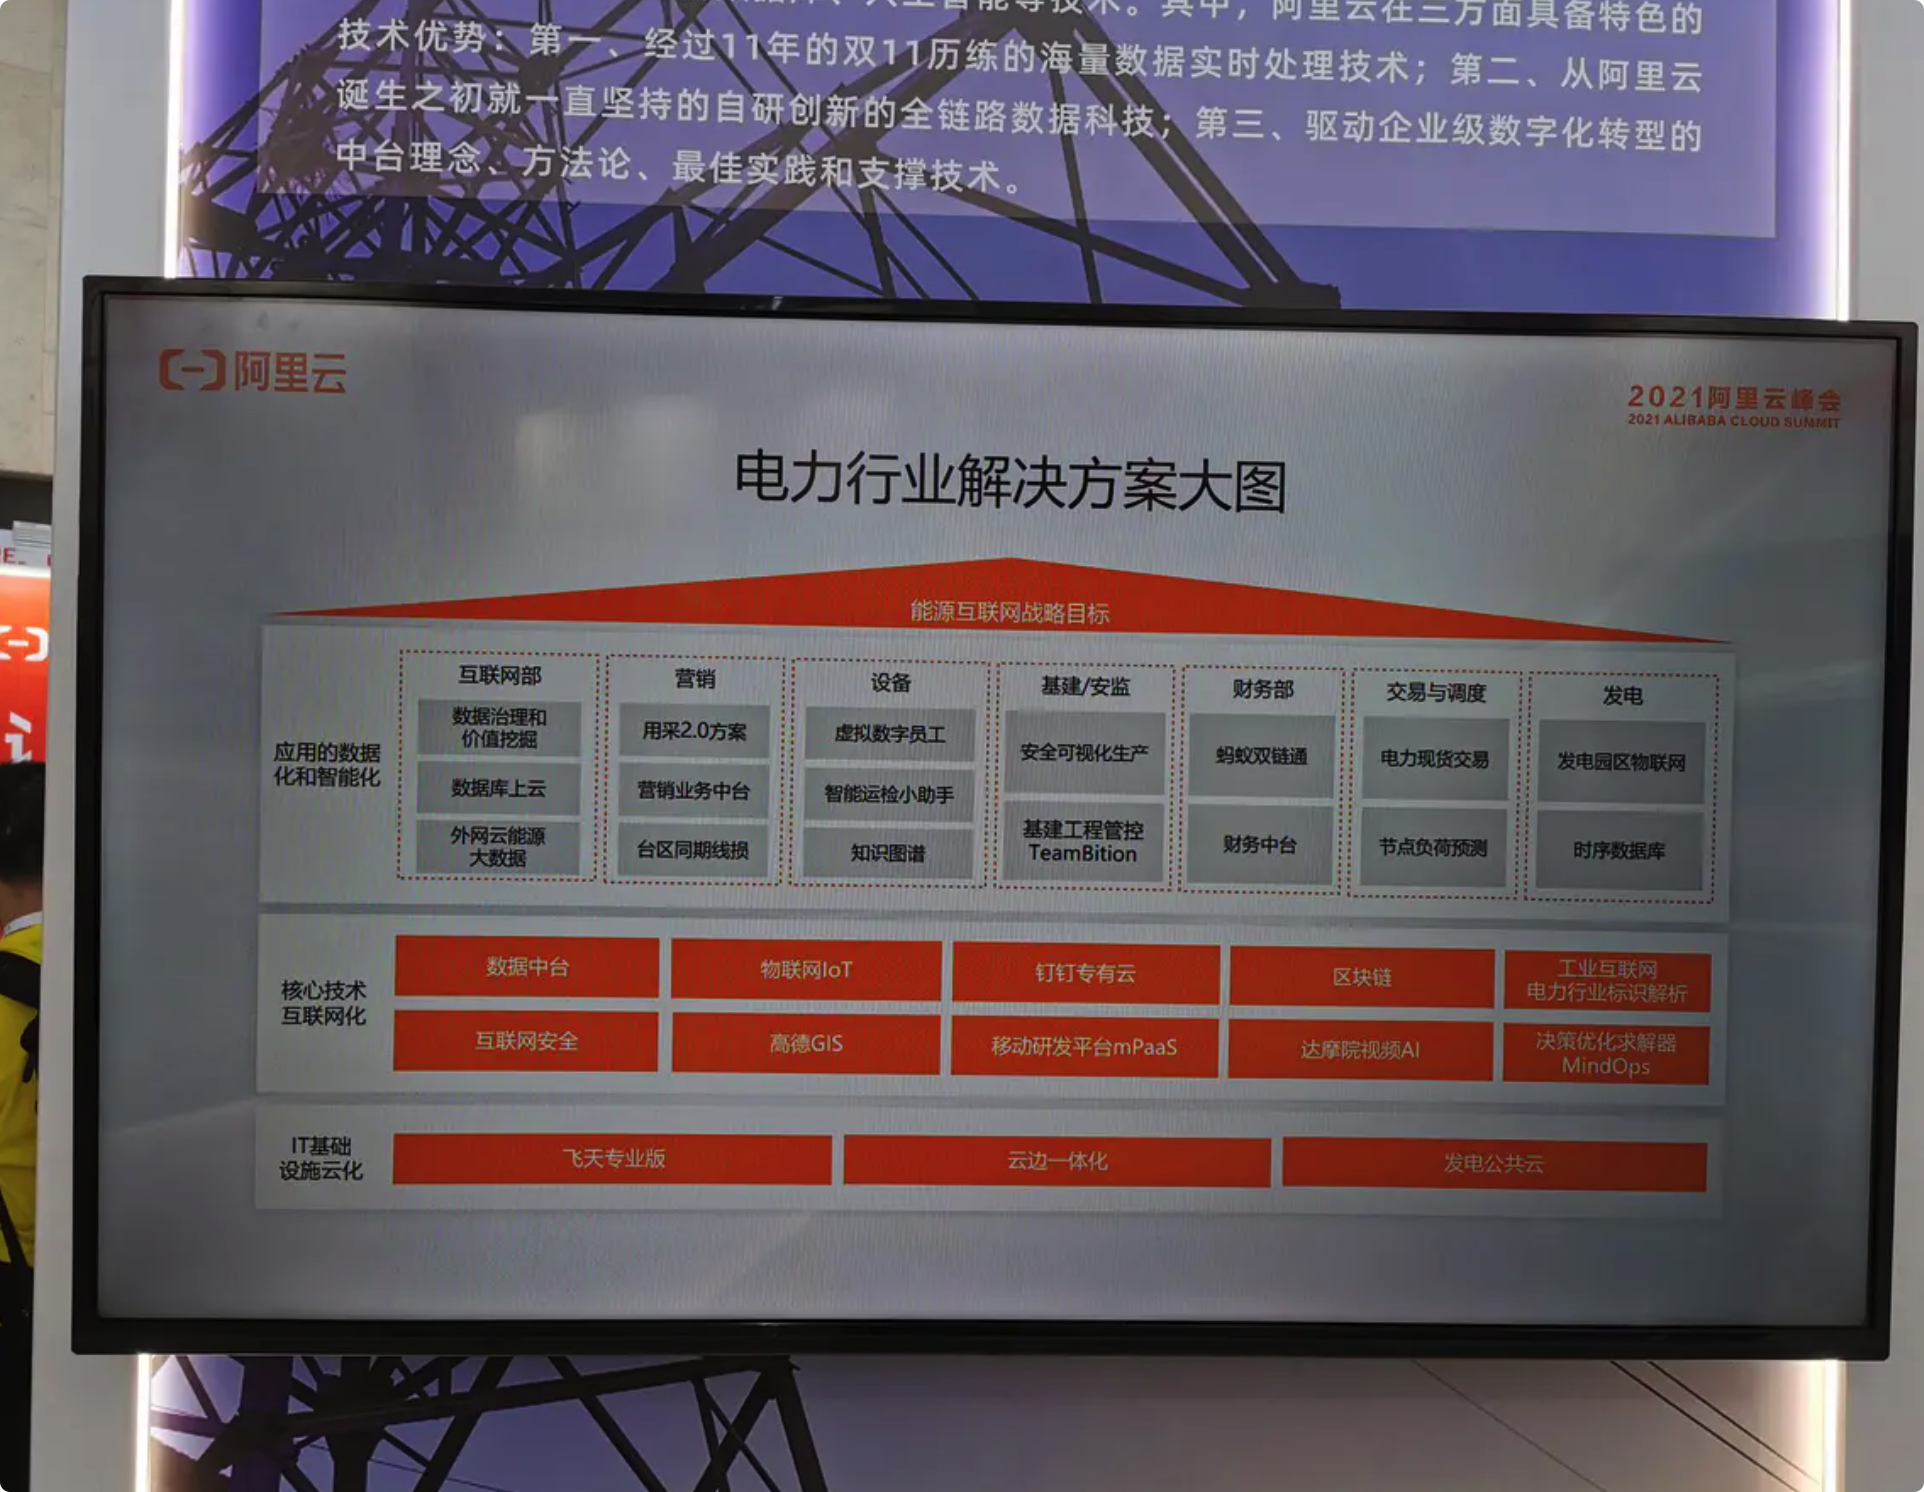 人工智能等技术。其中，阿里云在三方面具备特色的
技术优势：第一、经过11年的双11历练的海量数据实时处理技术；第二、从阿里云
诞生之初就一直坚持的自研创新的全链路数据科技；第三、驱动企业级数字化转型的
中台理念、方法论、最佳实践和支撑技术。
阿里云
2021阿里云峰会
2021 ALIBABA CLOUD SUMMIT
电力行业解决方案大图
能源互联网战略目标
应用的数据
化和智能化
互联网部
数据治理和
价值挖掘
数据库上云
外网云能源
大数据
营销
用采2.0方案
营销业务中台
台区同期线损
设备
虚拟数字员工
智能运检小助手
知识图谱
基建/安监
安全可视化生产
基建工程管控
TeamBition
财务部
蚂蚁双链通
财务中台
交易与调度
电力现货交易
节点负荷预测
发电
发电园区物联网
时序数据库
核心技术
互联网化
数据中台
物联网IoT
钉钉专有云
区块链
工业互联网
电力行业标识解析
互联网安全
高德GIS
移动研发平台mPaaS
达摩院视频AI
决策优化求解器
MindOps
IT基础
设施云化
飞天专业版
云边一体化
发电公共云